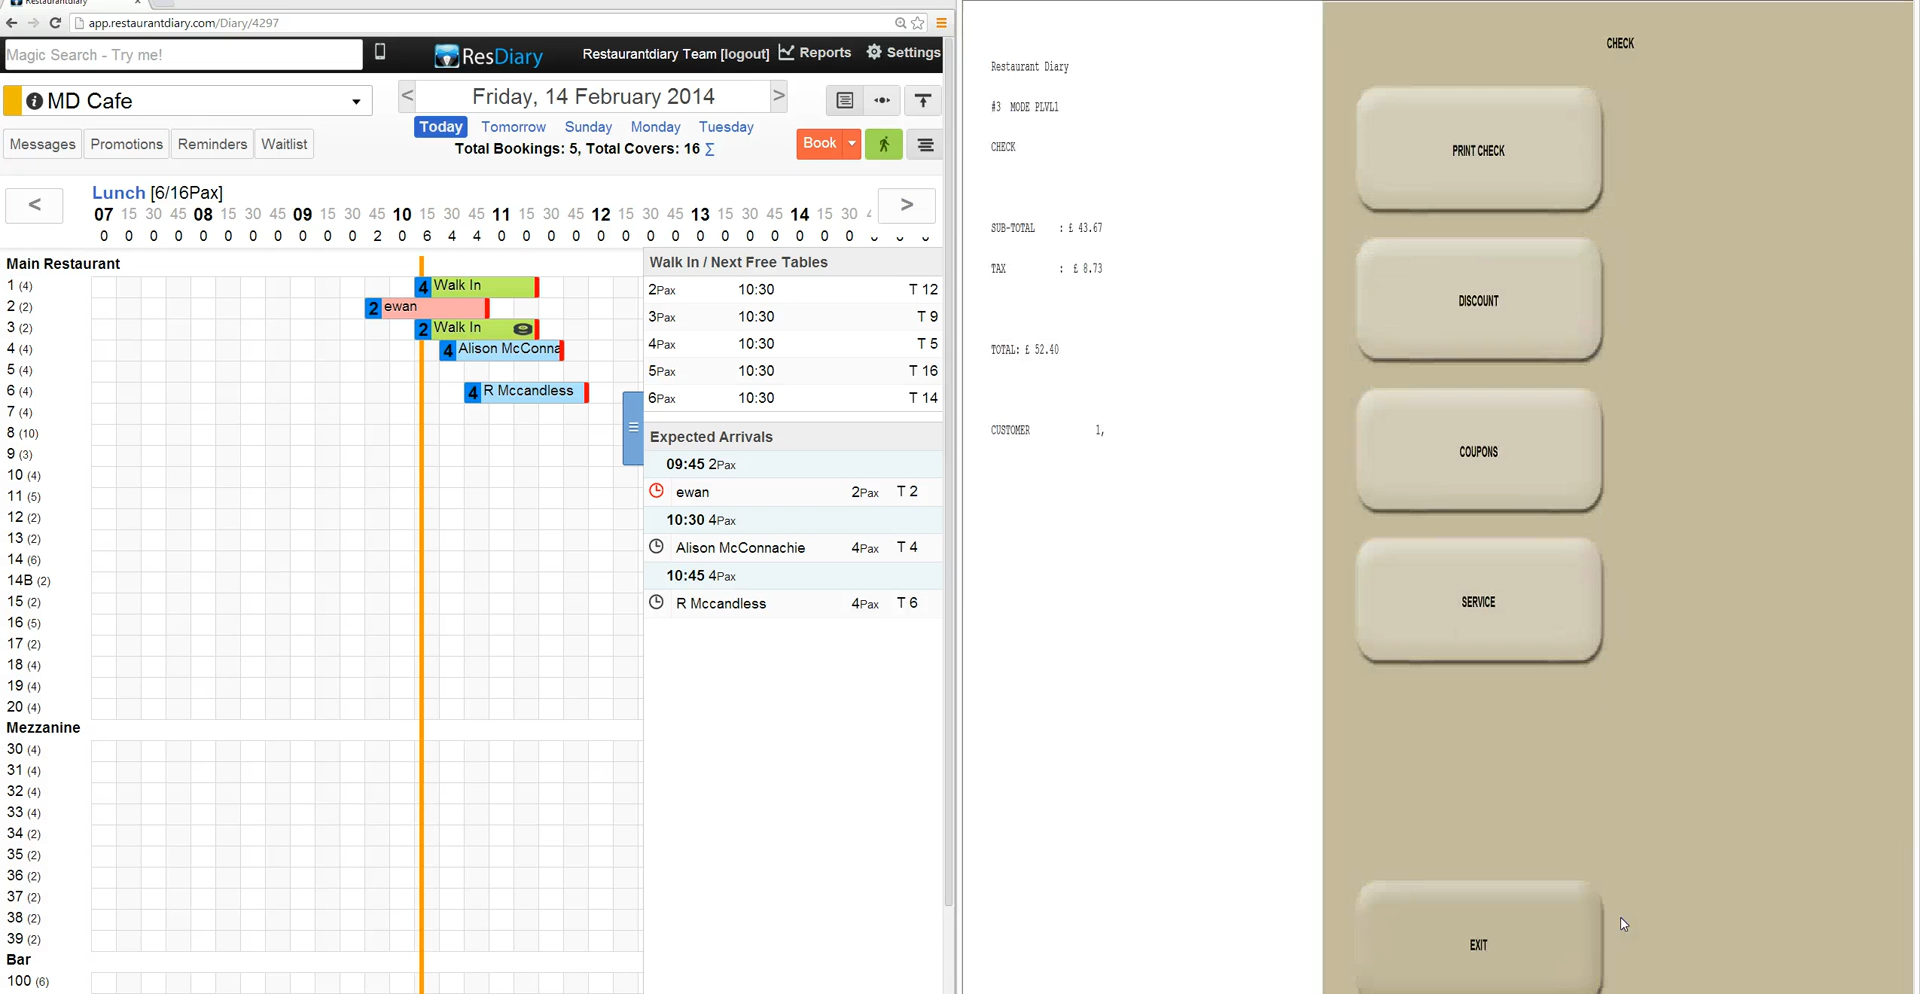 Restaurantdiary
app.restaurantdiary.com/Diary/4297
Magic Search - Try me!
ResDiary
Restaurantdiary Team [logout]
Reports
Settings
MD Cafe
<
Friday, 14 February 2014
>
Today Tomorrow Sunday Monday Tuesday
Total Bookings: 5, Total Covers: 16 Σ
Messages
Promotions
Reminders
Waitlist
Book
Lunch [6/16Pax]
<
>
07 15 30 45 08 15 30 45 09 15 30 45 10 15 30 45 11 15 30 45 12 15 30 45 13 15 30 45 14 15 30
0 0 0 0 0 0 0 0 0 0 0 2 0 6 4 4 0 0 0 0 0 0 0 0 0 0 0 0 0 0 0
Main Restaurant
1 (4)
4 Walk In
2 (2)
2 ewan
3 (2)
2 Walk In
4 (4)
4 Alison McConna
5 (4)
6 (4)
4 R Mccandless
7 (4)
8 (10)
9 (3)
10 (4)
11 (5)
12 (2)
13 (2)
14 (6)
14B (2)
15 (2)
16 (5)
17 (2)
18 (4)
19 (4)
20 (4)
Mezzanine
30 (4)
31 (4)
32 (4)
33 (4)
34 (2)
35 (2)
36 (2)
37 (2)
38 (2)
39 (2)
Bar
100 (6)
Walk In / Next Free Tables
2Pax 10:30 T 12
3Pax 10:30 T 9
4Pax 10:30 T 5
5Pax 10:30 T 16
6Pax 10:30 T 14
Expected Arrivals
09:45 2Pax
ewan 2Pax T 2
10:30 4Pax
Alison McConnachie 4Pax T 4
10:45 4Pax
R Mccandless 4Pax T 6
Restaurant Diary
#3 MODE PLVL1
CHECK
SUB-TOTAL : £ 43.67
TAX : £ 8.73
TOTAL: £ 52.40
CUSTOMER 1,
CHECK
PRINT CHECK
DISCOUNT
COUPONS
SERVICE
EXIT